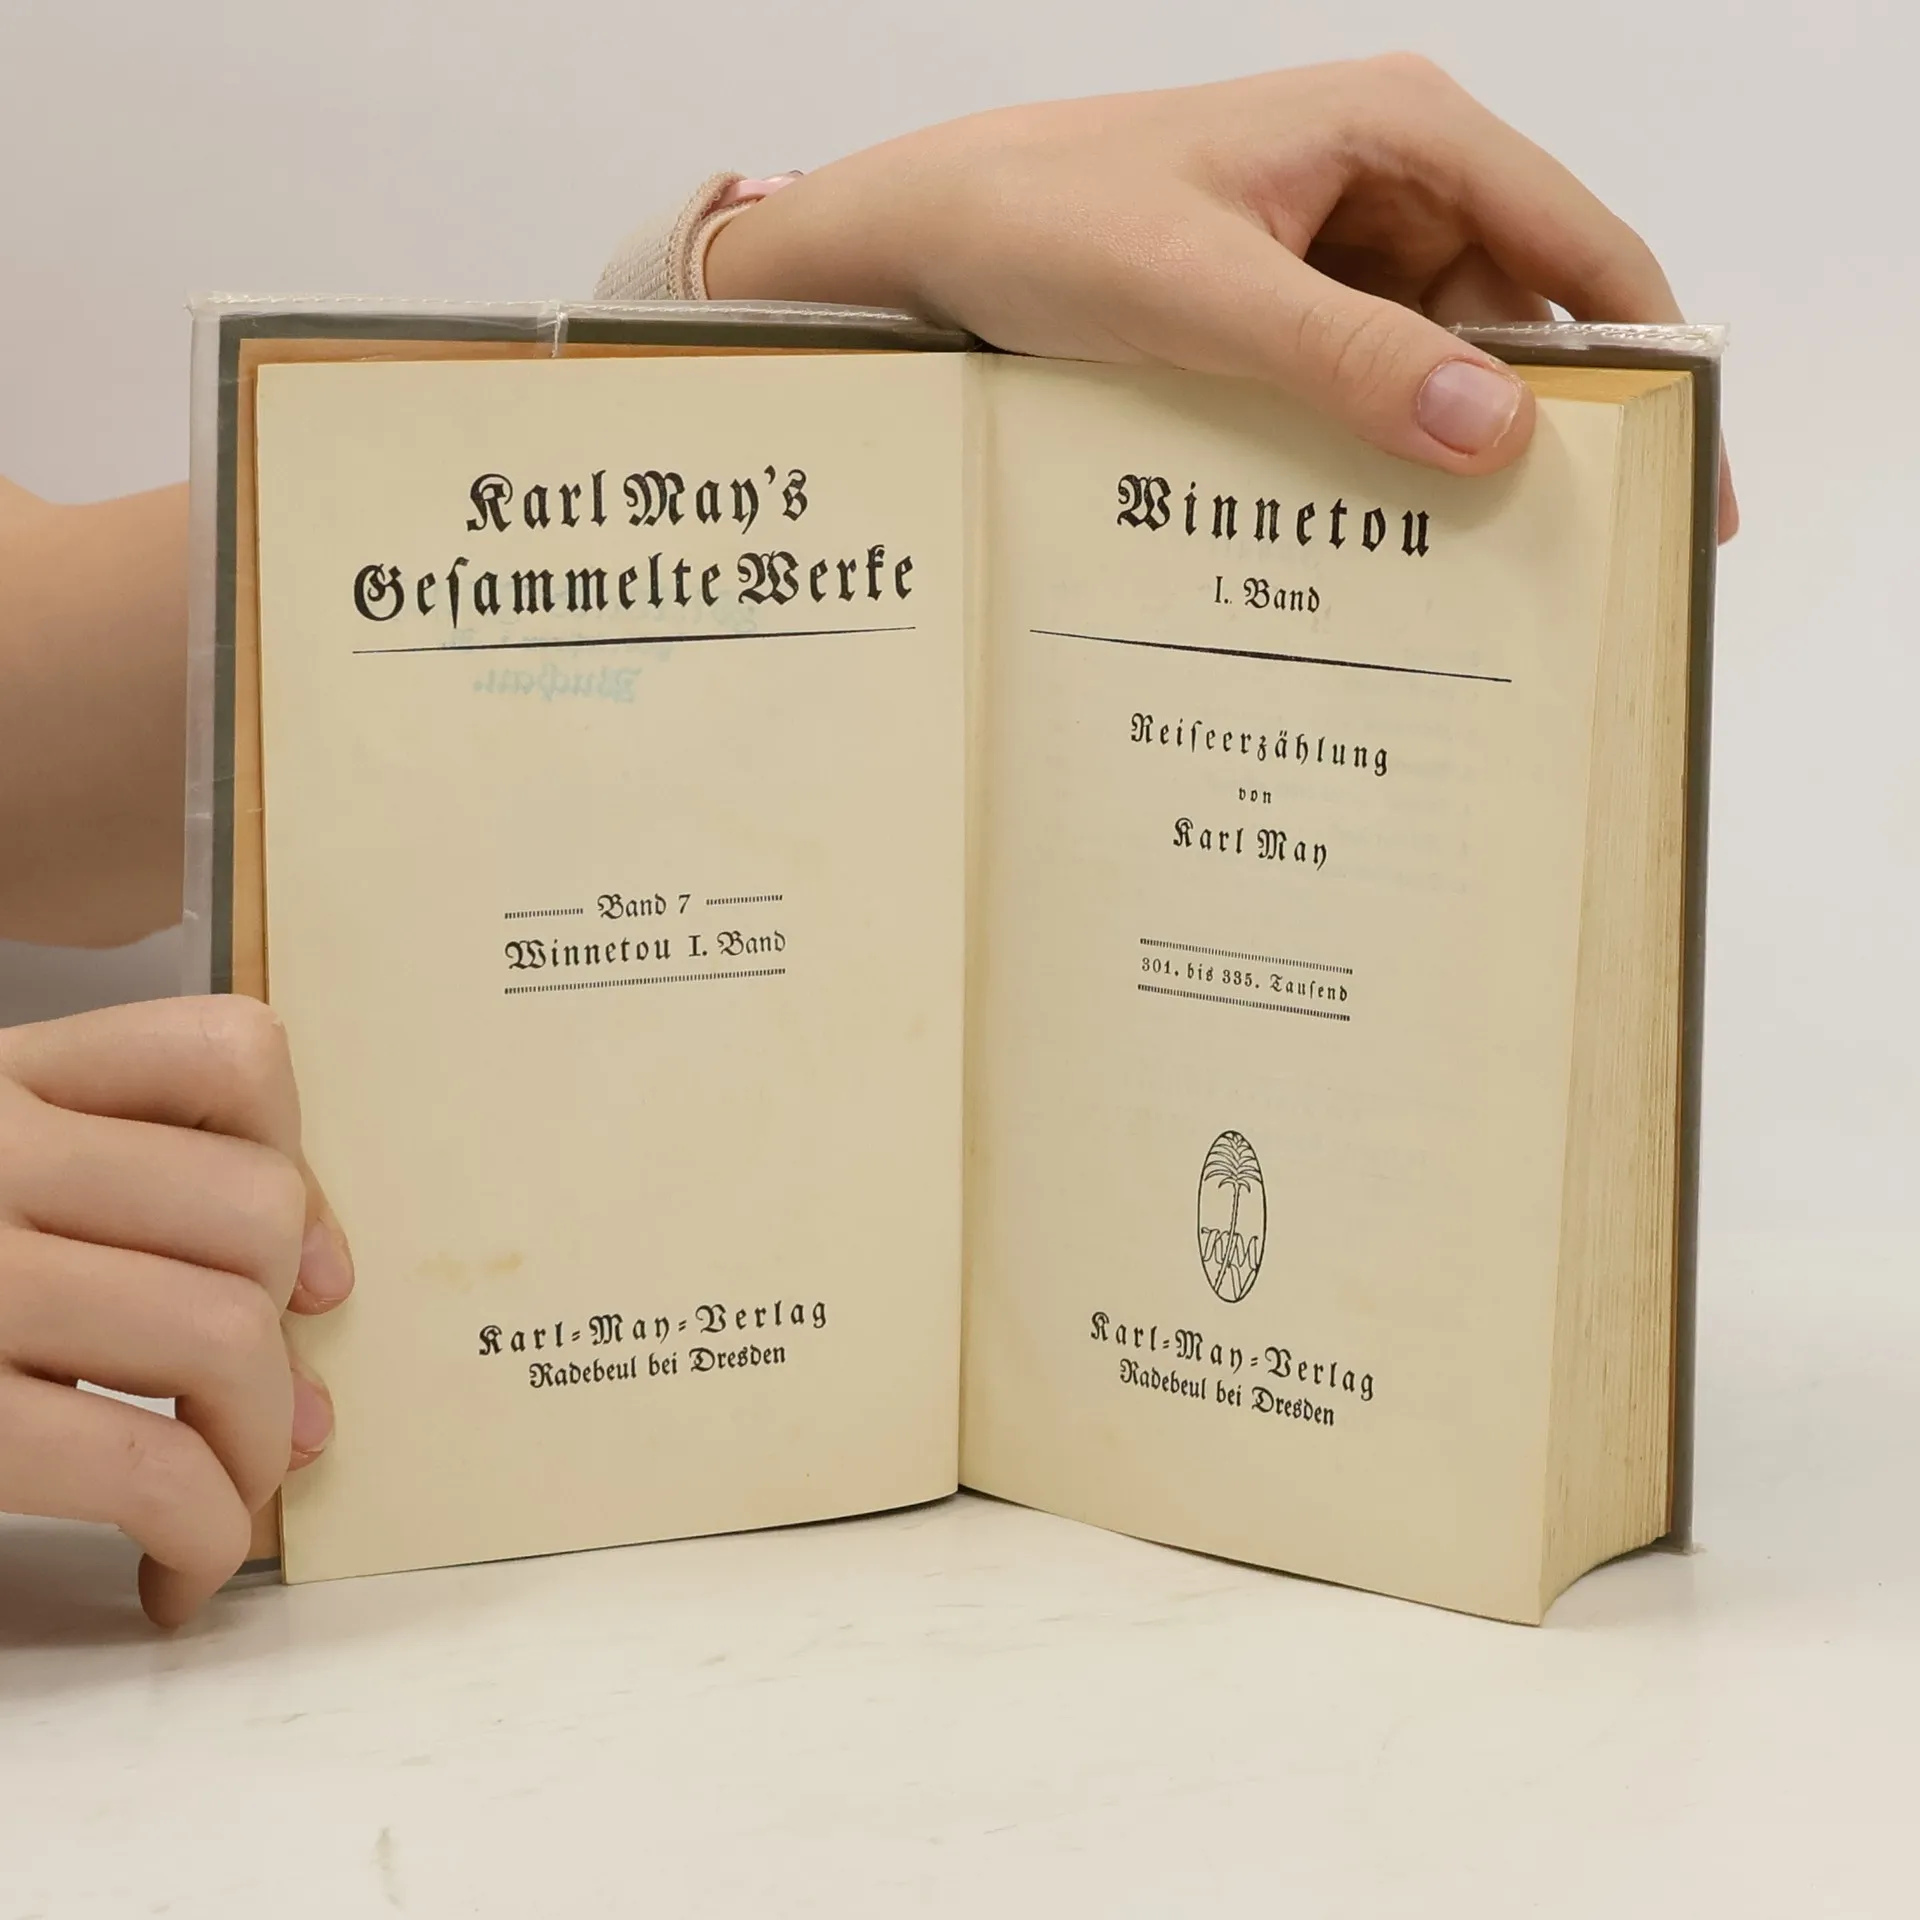 Karl May's
Geſammelte Werke
Band 7
Winnetou I. Band
Karl-May-Verlag
Radebeul bei Dresden
Winnetou
I. Band
Reiſeerzählung
von
Karl May
301. bis 335. Tauſend
KMV
Karl-May-Verlag
Radebeul bei Dresden